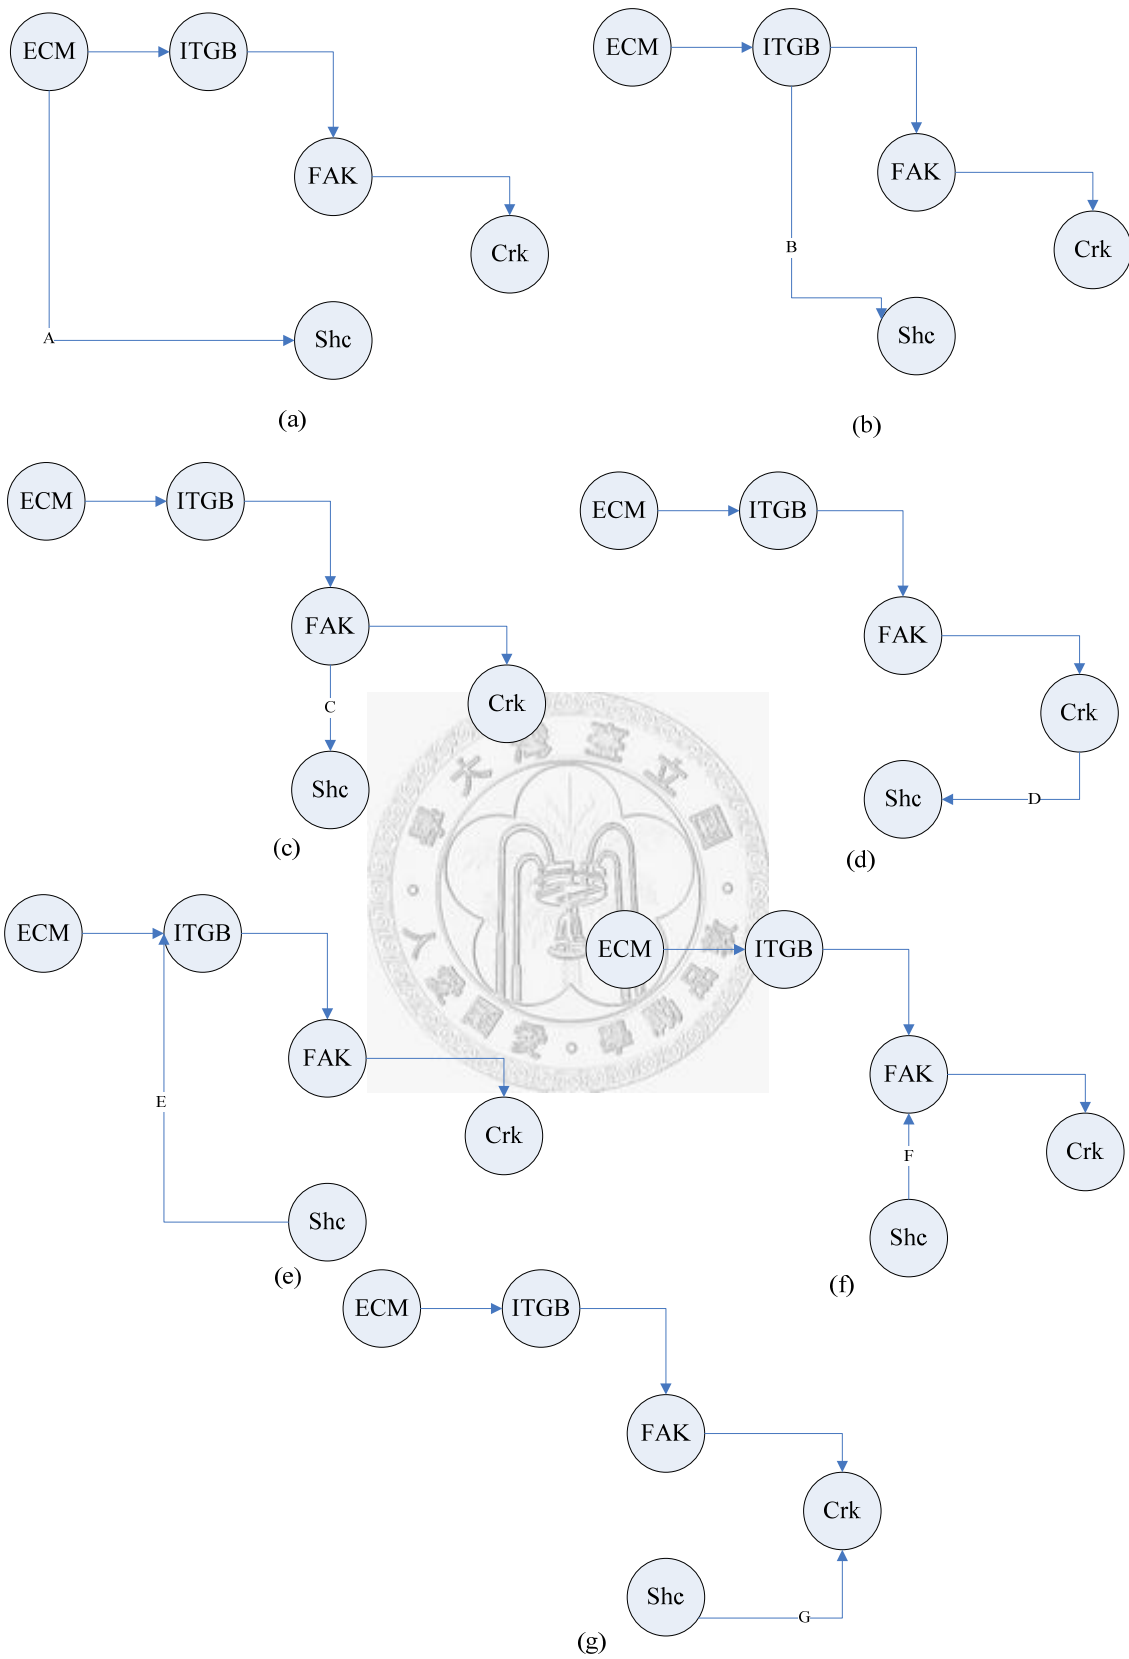 ECM ITGB
FAK
Crk
A Shc
(a)
ECM ITGB
FAK
B Crk
Shc
(b)
ECM ITGB
FAK
C Crk
Shc
(c)
ECM ITGB
FAK
Crk
Shc D
(d)
ECM ITGB
FAK
E Crk
Shc
(e)
ECM ITGB
FAK
F Crk
Shc
(f)
ECM ITGB
FAK
Crk
Shc G
(g)